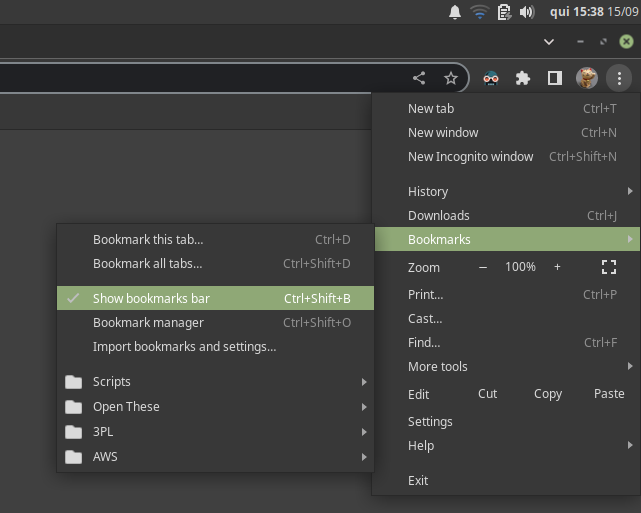 qui 15:38 15/09
New tab Ctrl+T
New window Ctrl+N
New Incognito window Ctrl+Shift+N
History
Downloads Ctrl+J
Bookmarks
Zoom – 100% +
Print... Ctrl+P
Cast...
Find... Ctrl+F
More tools
Edit Cut Copy Paste
Settings
Help
Exit
Bookmark this tab... Ctrl+D
Bookmark all tabs... Ctrl+Shift+D
Show bookmarks bar Ctrl+Shift+B
Bookmark manager Ctrl+Shift+O
Import bookmarks and settings...
Scripts
Open These
3PL
AWS